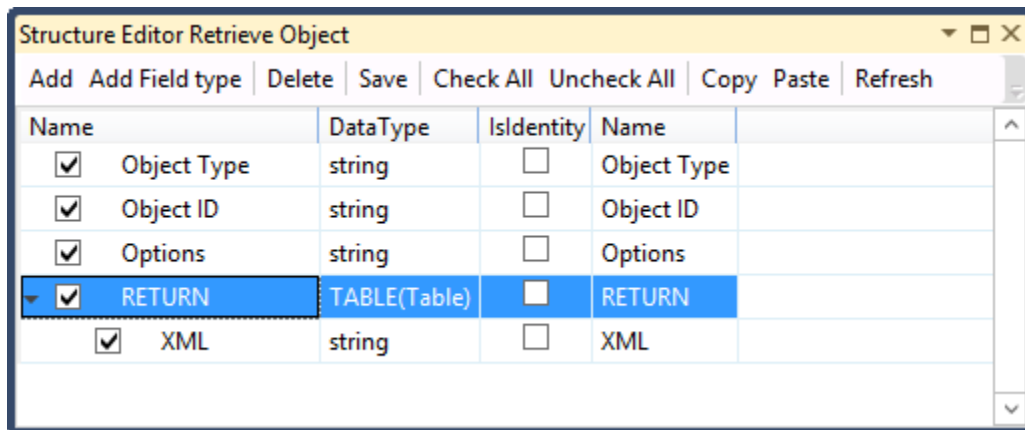 Structure Editor Retrieve Object
Add Add Field type Delete Save Check All Uncheck All Copy Paste Refresh
Name DataType IsIdentity Name
Object Type string Object Type
Object ID string Object ID
Options string Options
RETURN TABLE(Table) RETURN
XML string XML